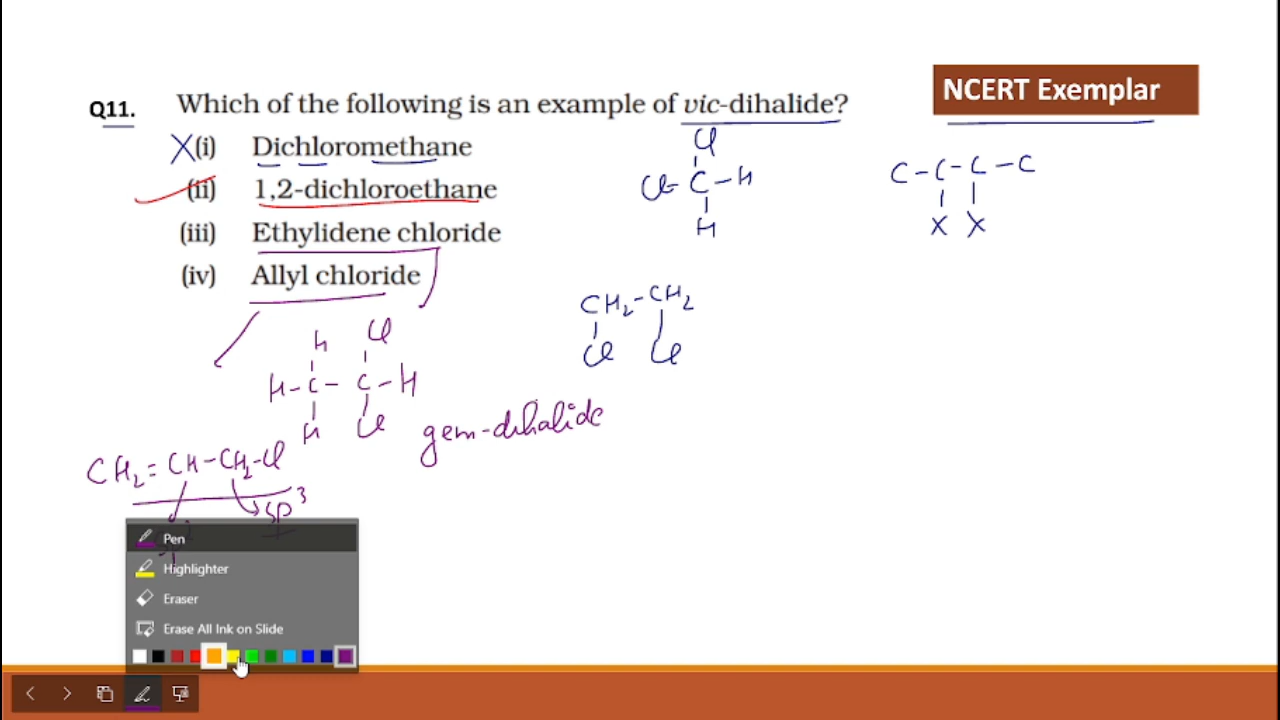 NCERT Exemplar
Q11. Which of the following is an example of vic-dihalide?
X(i) Dichloromethane
(ii) 1,2-dichloroethane
(iii) Ethylidene chloride
(iv) Allyl chloride
Cl
Cl-C-H
H
C-C-C-C
X X
CH2-CH2
Cl Cl
H Cl
H-C-C-H
H Cl
gem-dihalide
CH2=CH-CH2-Cl
sp3
Pen
Highlighter
Eraser
Erase All Ink on Slide